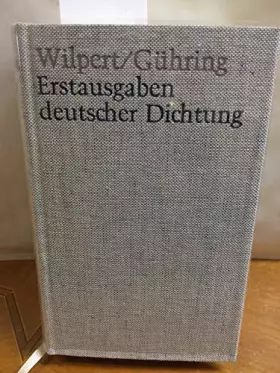 Wilpert/Gühring
Erstausgaben
deutscher Dichtung